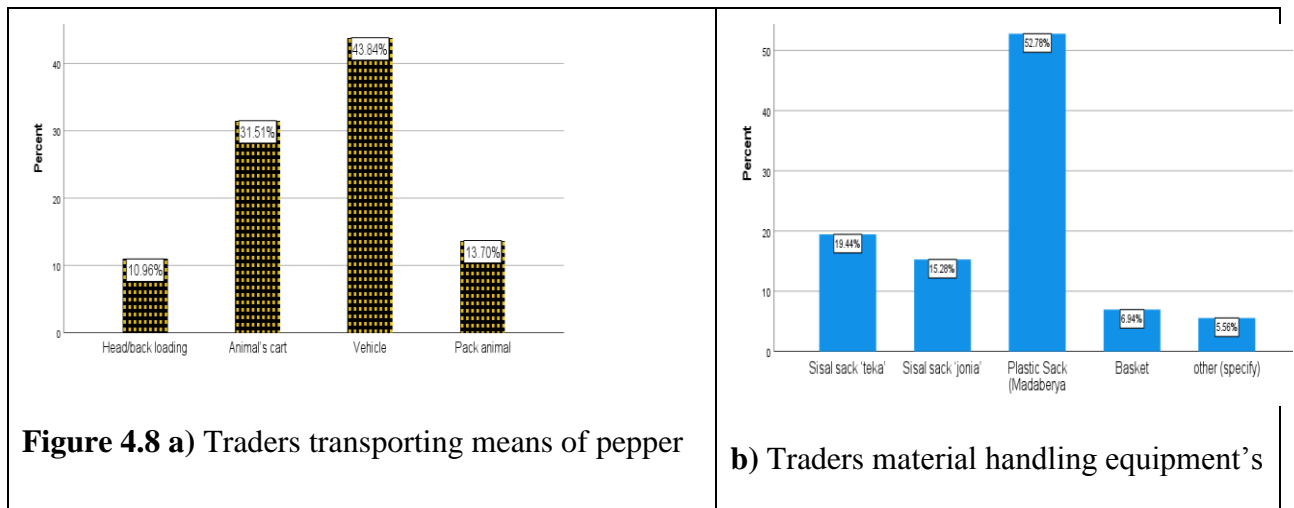 Percent
40
30
20
10
0
10.96%
31.51%
43.84%
13.70%
Head/back loading
Animal's cart
Vehicle
Pack animal
Figure 4.8 a) Traders transporting means of pepper
Percent
50
40
30
20
10
0
19.44%
15.28%
52.78%
6.94%
5.56%
Sisal sack ‘teka’
Sisal sack ‘jonia’
Plastic Sack
(Madaberya
Basket
other (specify)
b) Traders material handling equipment’s